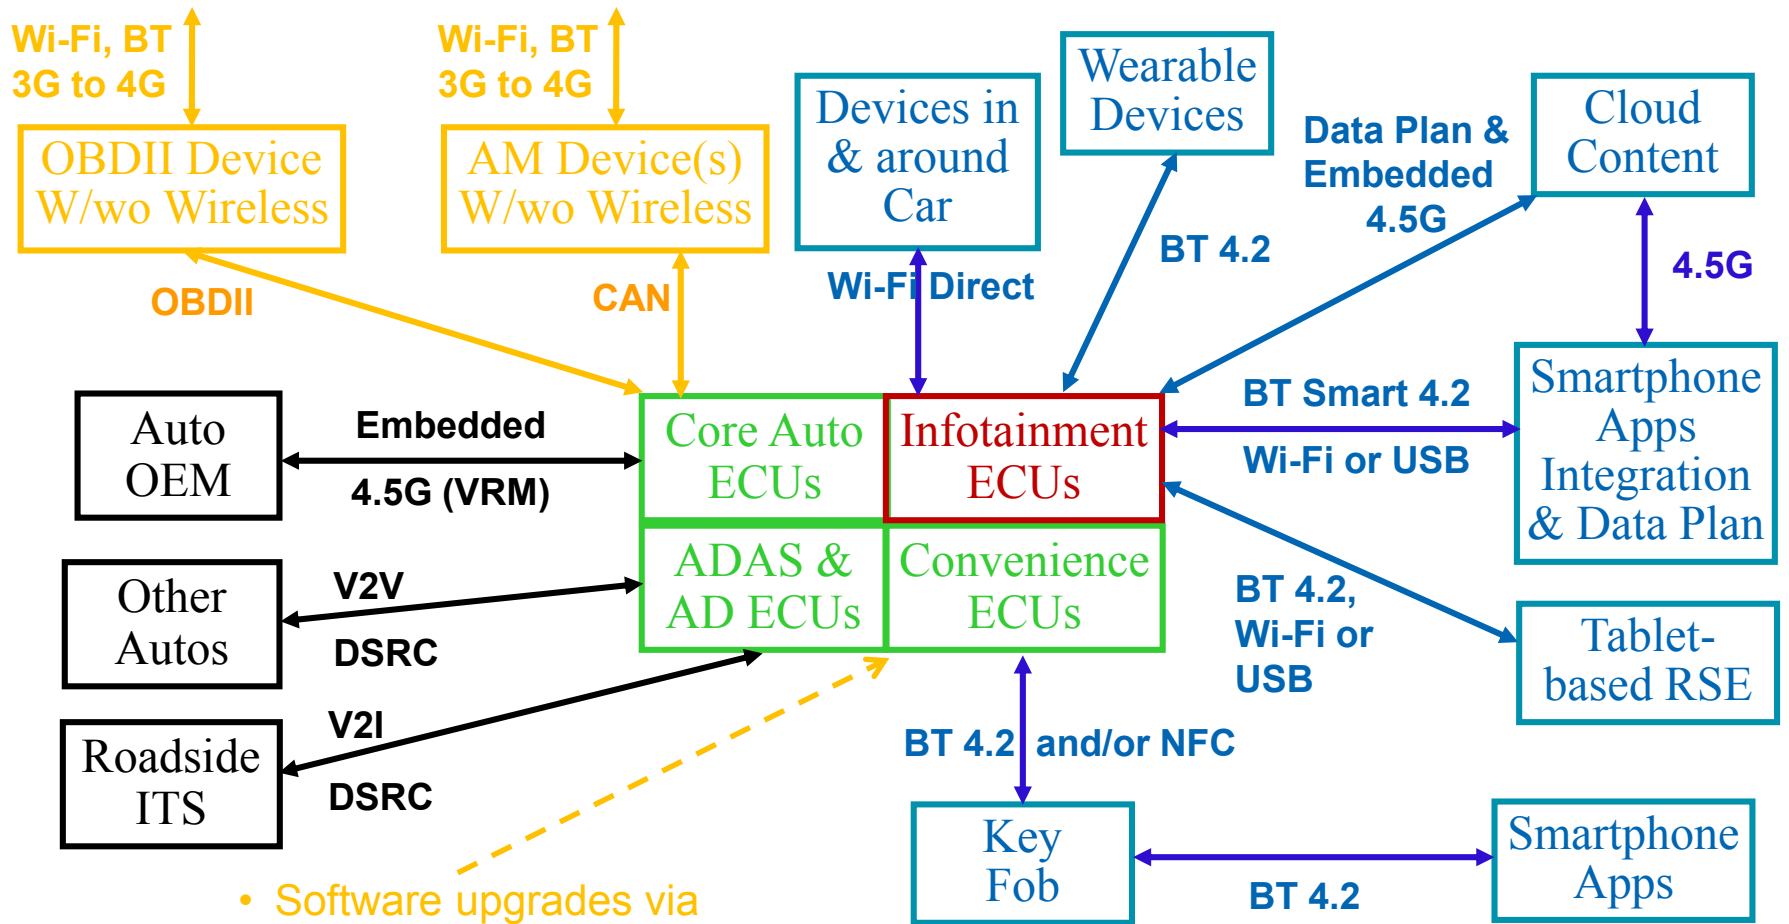 Wi-Fi, BT
3G to 4G
Wi-Fi, BT
3G to 4G
OBDII Device
W/wo Wireless
AM Device(s)
W/wo Wireless
Devices in
& around
Car
Wearable
Devices
Data Plan &
Embedded
4.5G
Cloud
Content
OBDII
CAN
Wi-Fi Direct
BT 4.2
4.5G
Auto
OEM
Embedded
4.5G (VRM)
Core Auto
ECUs
Infotainment
ECUs
BT Smart 4.2
Wi-Fi or USB
Smartphone
Apps
Integration
& Data Plan
Other
Autos
V2V
DSRC
ADAS &
AD ECUs
Convenience
ECUs
BT 4.2,
Wi-Fi or
USB
Tablet-
based RSE
Roadside
ITS
V2I
DSRC
BT 4.2 and/or NFC
Key
Fob
BT 4.2
Smartphone
Apps
• Software upgrades via